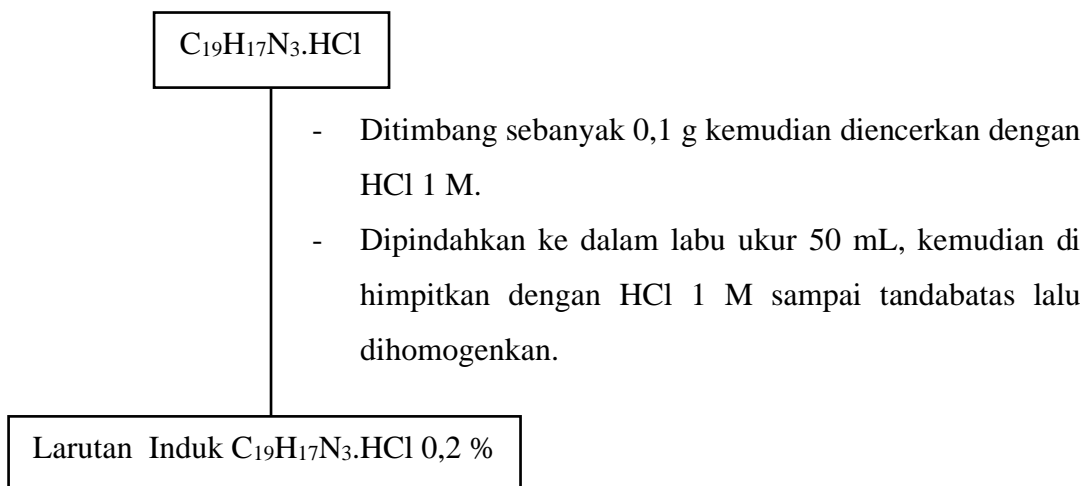 C₁₉H₁₇N₃.HCl
- Ditimbang sebanyak 0,1 g kemudian diencerkan dengan
HCl 1 M.
- Dipindahkan ke dalam labu ukur 50 mL, kemudian di
himpitkan dengan HCl 1 M sampai tandabatas lalu
dihomogenkan.
Larutan Induk C₁₉H₁₇N₃.HCl 0,2 %